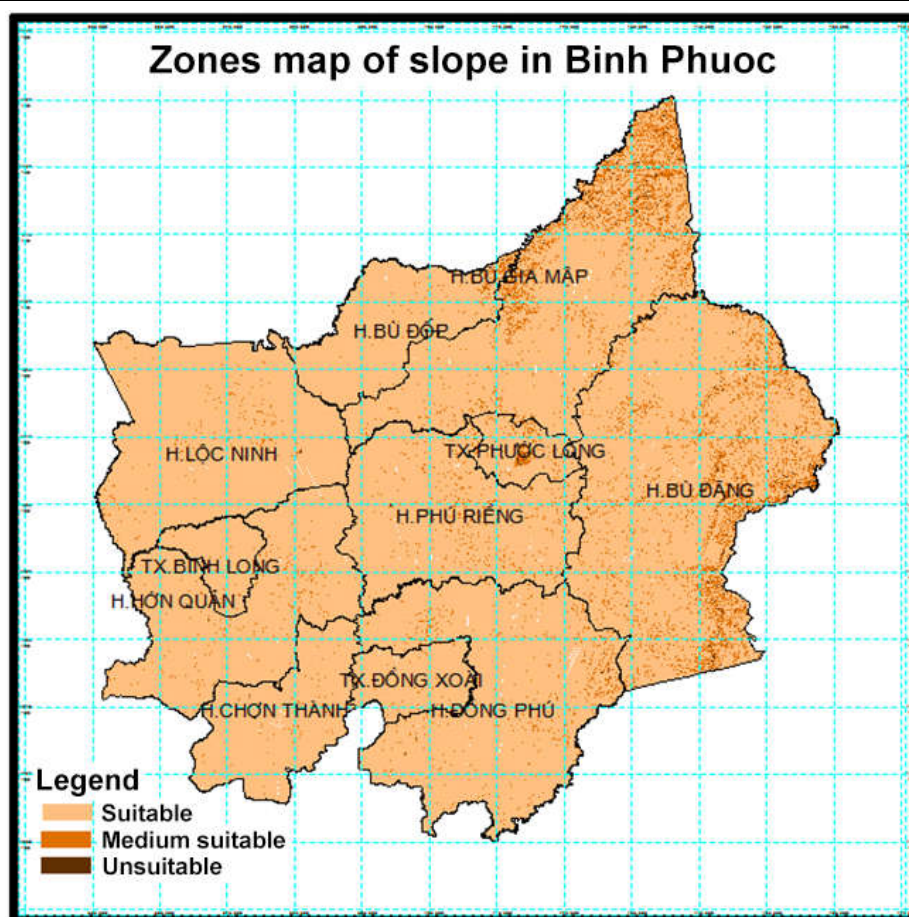 Zones map of slope in Binh Phuoc
H.BÙ GIA MẬP
H.BÙ ĐỐP
H.LỘC NINH
TX.PHƯỚC LONG
H.BÙ ĐĂNG
H.PHÚ RIỀNG
TX.BÌNH LONG
H.HỚN QUẢN
TX.ĐỒNG XOÀI
H.CHƠN THÀNH
H.ĐỒNG PHÚ
Legend
Suitable
Medium suitable
Unsuitable